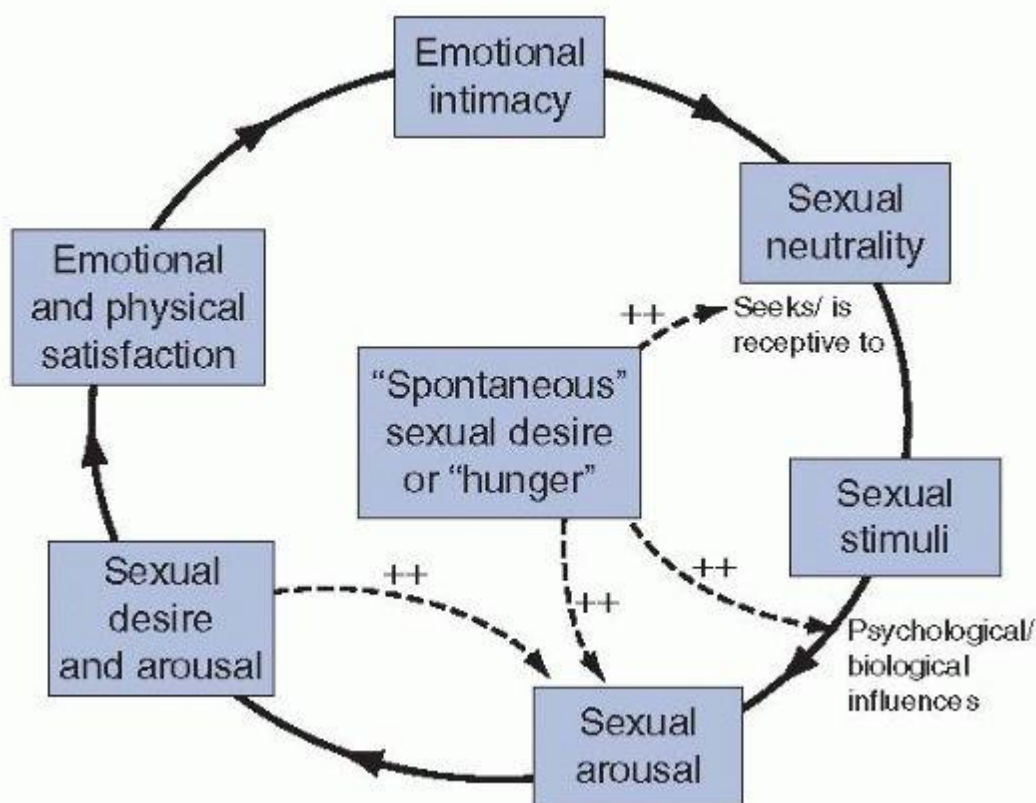 Emotional
intimacy
Sexual
neutrality
Seeks/ is
receptive to
Sexual
stimuli
Psychological/
biological
influences
Sexual
arousal
Sexual
desire
and arousal
Emotional
and physical
satisfaction
“Spontaneous”
sexual desire
or “hunger”
++
++
++
++